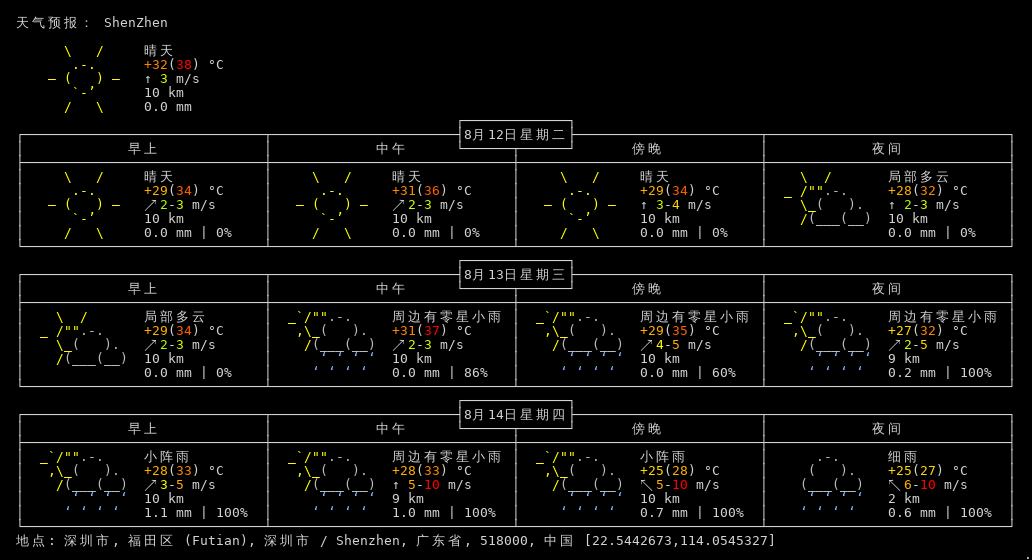 天气预报： ShenZhen
晴天
+32(38) °C
↑ 3 m/s
10 km
0.0 mm
8月12日星期二
早上 中午 傍晚 夜间
晴天 晴天 晴天 局部多云
+29(34) °C +31(36) °C +29(34) °C +28(32) °C
↗ 2-3 m/s ↗ 2-3 m/s ↑ 3-4 m/s ↑ 2-3 m/s
10 km 10 km 10 km 10 km
0.0 mm | 0% 0.0 mm | 0% 0.0 mm | 0% 0.0 mm | 0%
8月13日星期三
早上 中午 傍晚 夜间
局部多云 周边有零星小雨 周边有零星小雨 周边有零星小雨
+29(34) °C +31(37) °C +29(35) °C +27(32) °C
↗ 2-3 m/s ↗ 2-3 m/s ↗ 4-5 m/s ↗ 2-5 m/s
10 km 10 km 10 km 9 km
0.0 mm | 0% 0.0 mm | 86% 0.0 mm | 60% 0.2 mm | 100%
8月14日星期四
早上 中午 傍晚 夜间
小阵雨 周边有零星小雨 小阵雨 细雨
+28(33) °C +28(33) °C +25(28) °C +25(27) °C
↗ 3-5 m/s ↑ 5-10 m/s ↖ 5-10 m/s ↖ 6-10 m/s
10 km 9 km 10 km 2 km
1.1 mm | 100% 1.0 mm | 100% 0.7 mm | 100% 0.6 mm | 100%
地点: 深圳市, 福田区 (Futian), 深圳市 / Shenzhen, 广东省, 518000, 中国 [22.5442673,114.0545327]